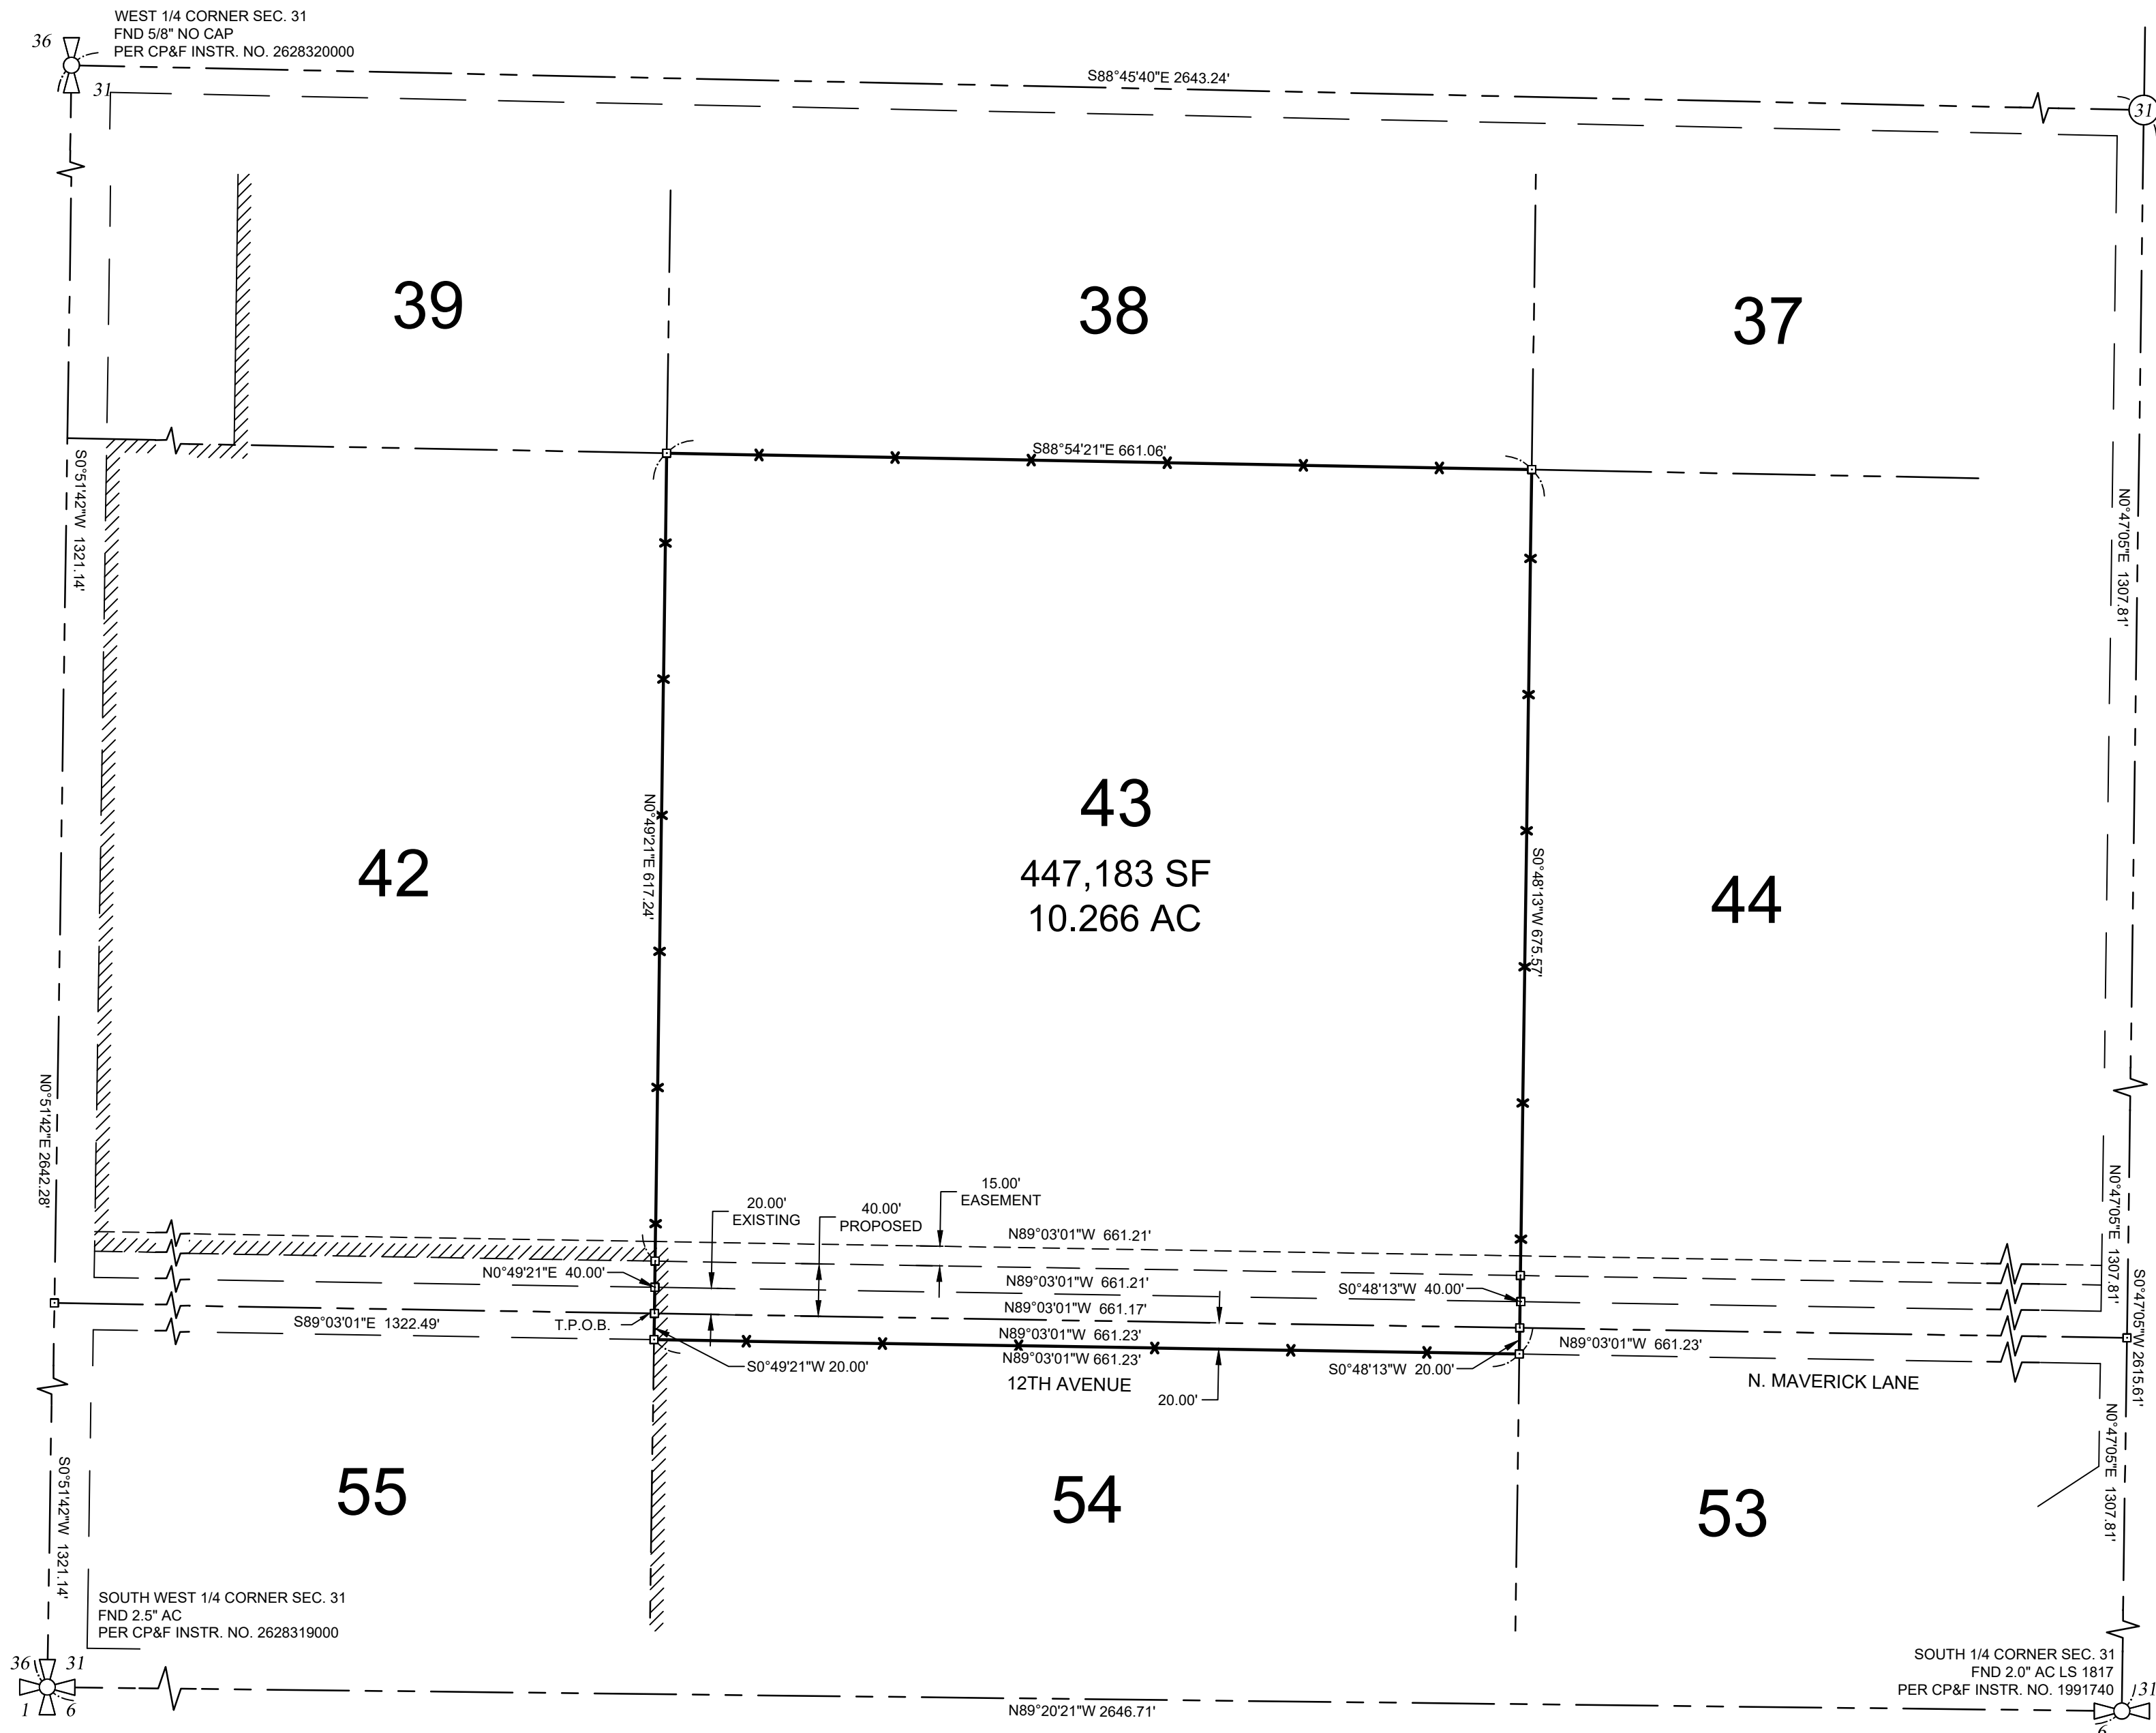 WEST 1/4 CORNER SEC. 31
FND 5/8" NO CAP
PER CP&F INSTR. NO. 2628320000
36
31
S88°45'40"E 2643.24'
31
39
38
37
S88°54'21"E 661.06'
S0°51'42"W 1321.14'
N0°47'05"E 1307.81'
43
447,183 SF
10.266 AC
42
44
N0°49'21"E 617.24'
S0°48'13"W 675.57'
N0°51'42"E 2642.28'
15.00'
EASEMENT
20.00'
EXISTING
40.00'
PROPOSED
N89°03'01"W 661.21'
N0°49'21"E 40.00'
N89°03'01"W 661.21'
S0°48'13"W 40.00'
N0°47'05"E 1307.81'
S0°47'05"W 2615.61'
S89°03'01"E 1322.49'
T.P.O.B.
N89°03'01"W 661.17'
N89°03'01"W 661.23'
N89°03'01"W 661.23'
N89°03'01"W 661.23'
S0°49'21"W 20.00'
S0°48'13"W 20.00'
12TH AVENUE
20.00'
N. MAVERICK LANE
N0°47'05"E 1307.81'
55
54
53
S0°51'42"W 1321.14'
SOUTH WEST 1/4 CORNER SEC. 31
FND 2.5" AC
PER CP&F INSTR. NO. 2628319000
36
31
1
6
N89°20'21"W 2646.71'
SOUTH 1/4 CORNER SEC. 31
FND 2.0" AC LS 1817
PER CP&F INSTR. NO. 1991740
31
6